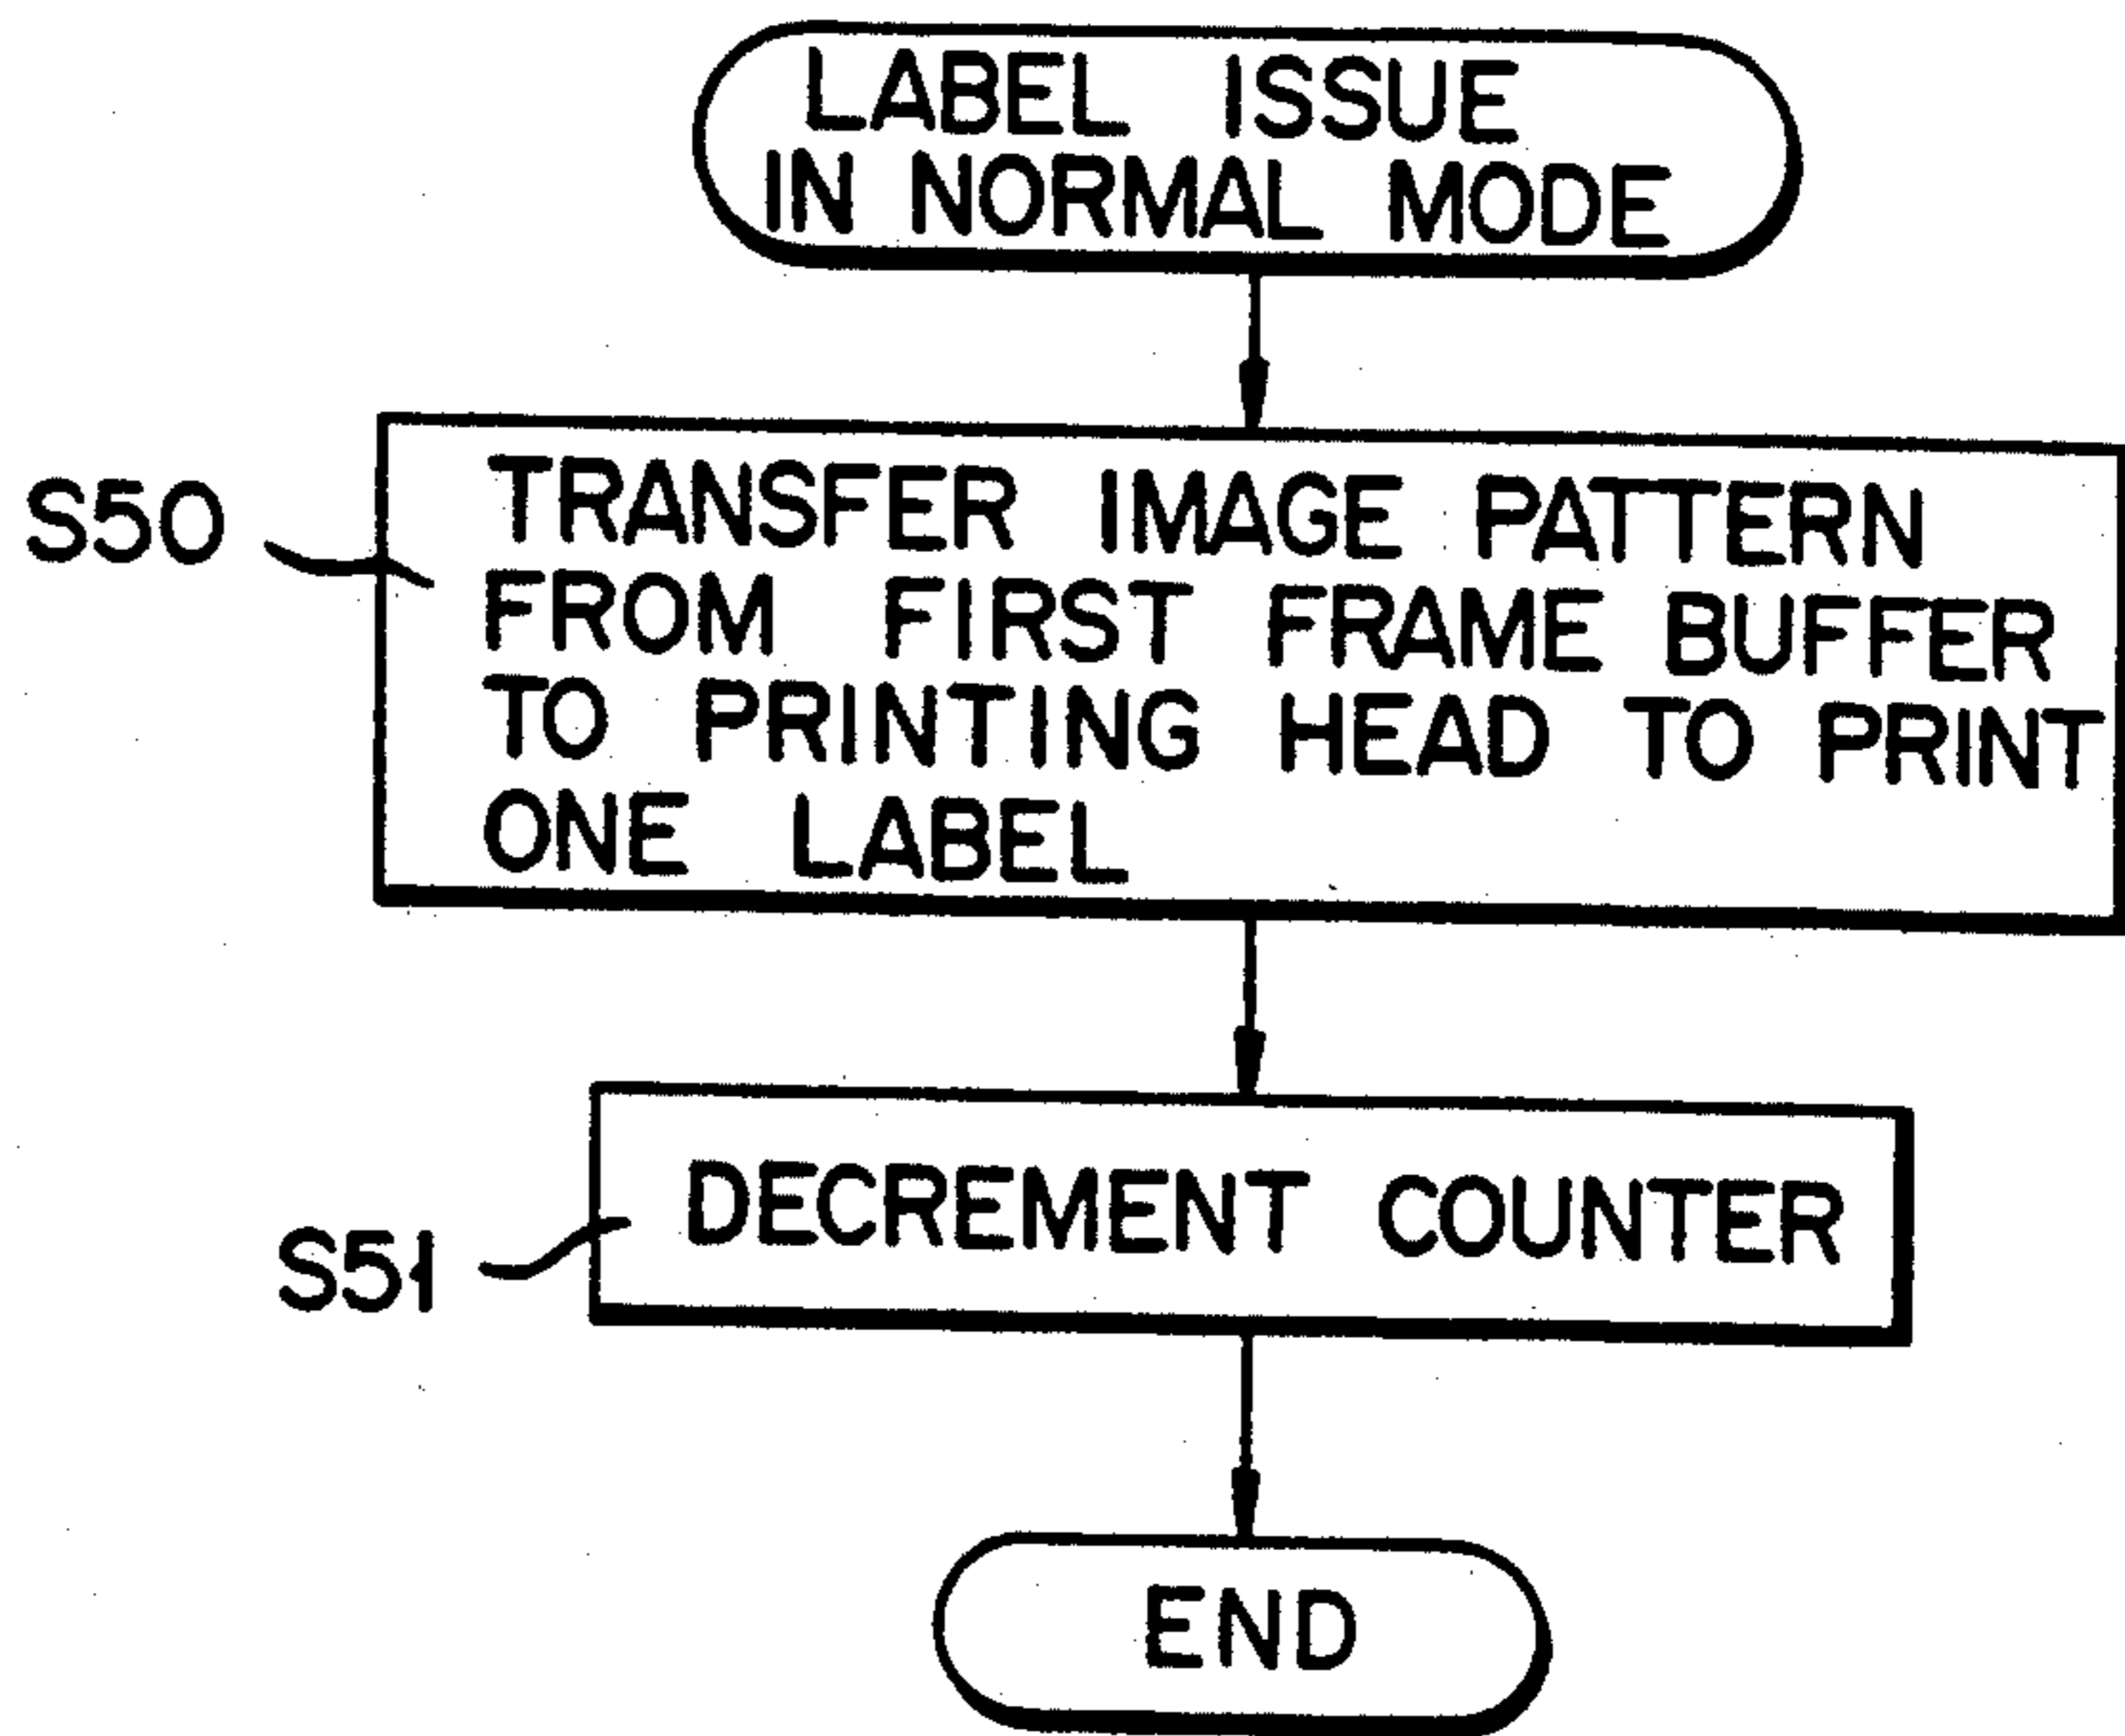 LABEL ISSUE
IN NORMAL MODE
S50
TRANSFER IMAGE PATTERN
FROM FIRST FRAME BUFFER
TO PRINTING HEAD TO PRINT
ONE LABEL
DECREMENT COUNTER
S51
END